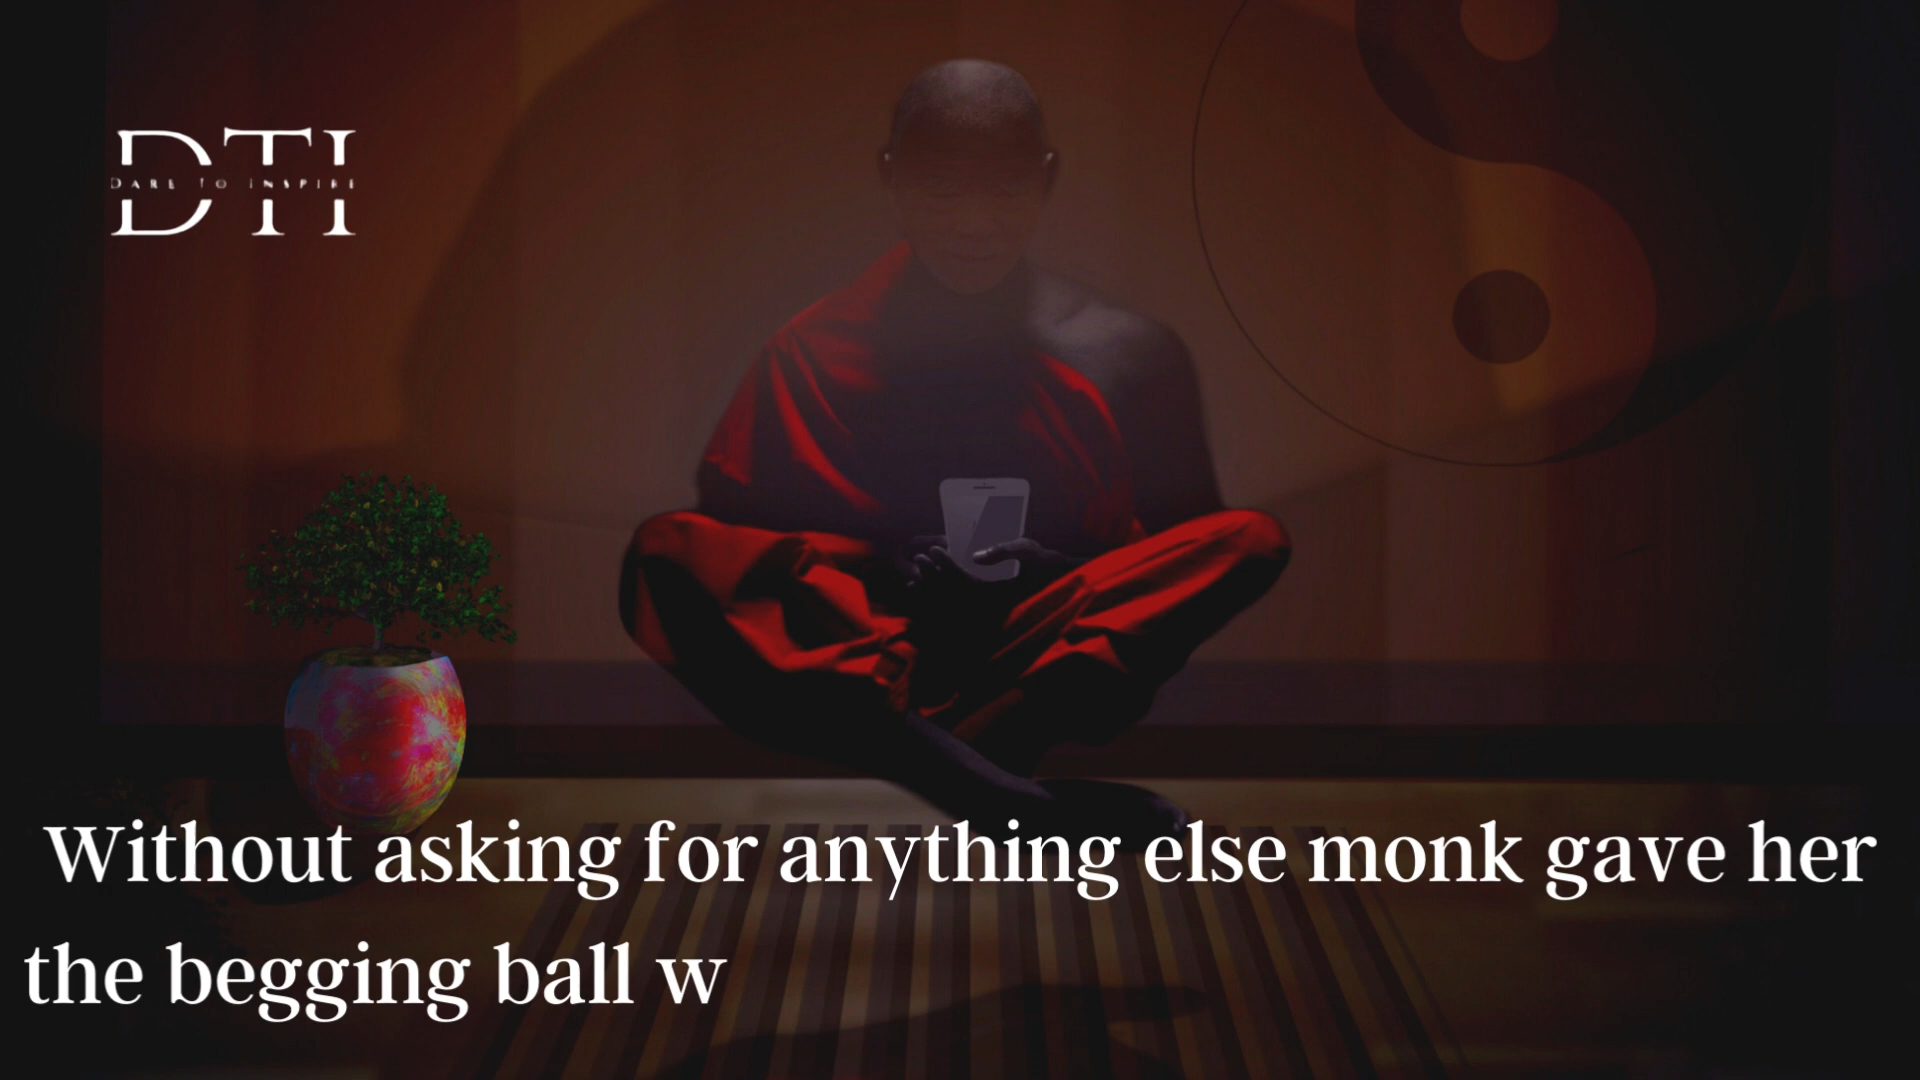 DTI
DARE TO INSPIRE
Without asking for anything else monk gave her
the begging ball w